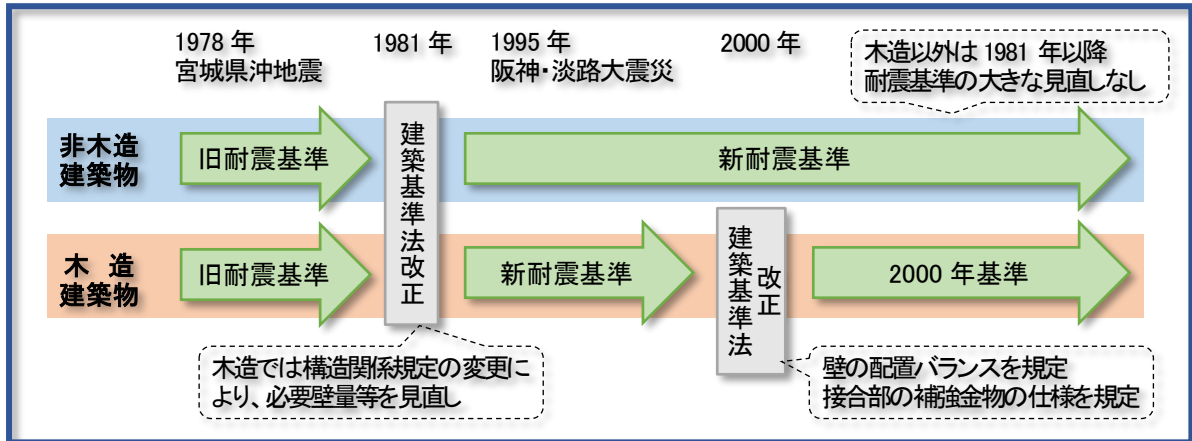 1978 年
宮城県沖地震
1981 年
1995 年
阪神・淡路大震災
2000 年
木造以外は 1981 年以降
耐震基準の大きな見直しなし
非木造
建築物
旧耐震基準
建築基準法改正
新耐震基準
木 造
建築物
旧耐震基準
新耐震基準
建築基準法
改正
2000 年基準
木造では構造関係規定の変更に
より、必要壁量等を見直し
壁の配置バランスを規定
接合部の補強金物の仕様を規定